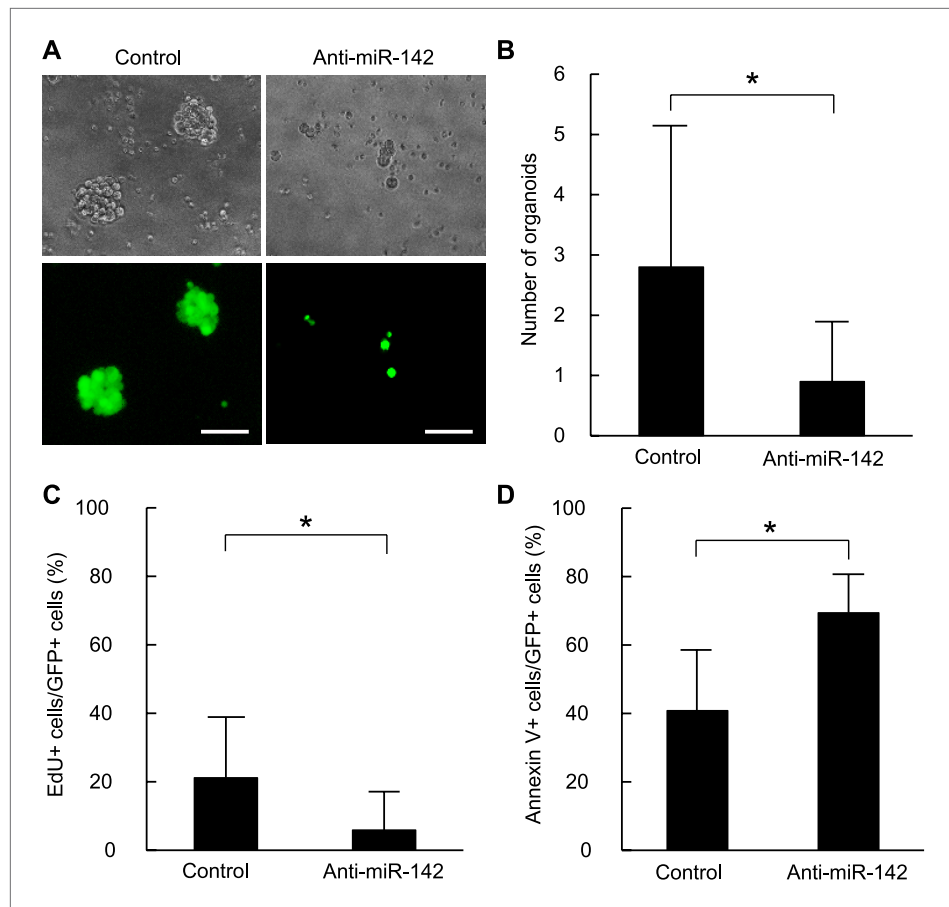 A
Control
Anti-miR-142
B
Number of organoids
6
5
4
3
2
1
0
*
Control
Anti-miR-142
C
EdU+ cells/GFP+ cells (%)
100
80
60
40
20
0
*
Control
Anti-miR-142
D
Annexin V+ cells/GFP+ cells (%)
100
80
60
40
20
0
*
Control
Anti-miR-142